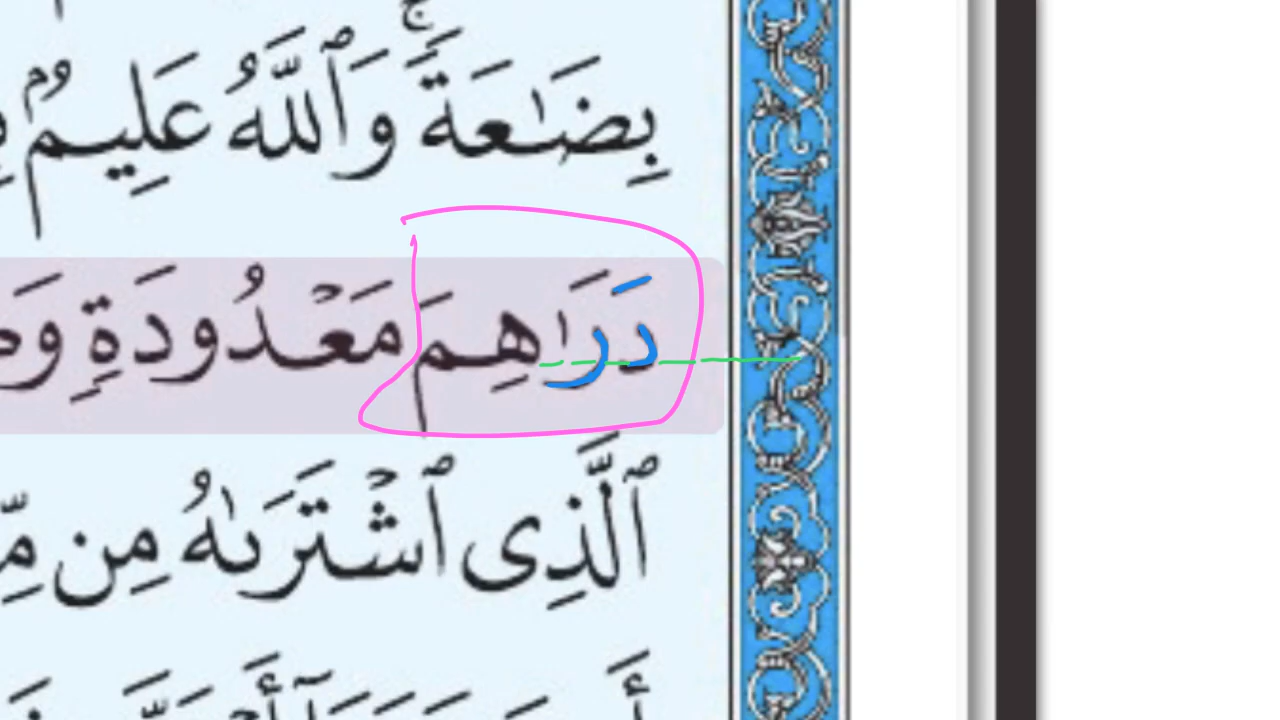 بِضَٰعَةً ۚ وَٱللَّهُ عَلِيمٌۢ
دَرَٰهِمَ مَعْدُودَةٍ
ٱلَّذِى ٱشْتَرَىٰهُ مِن